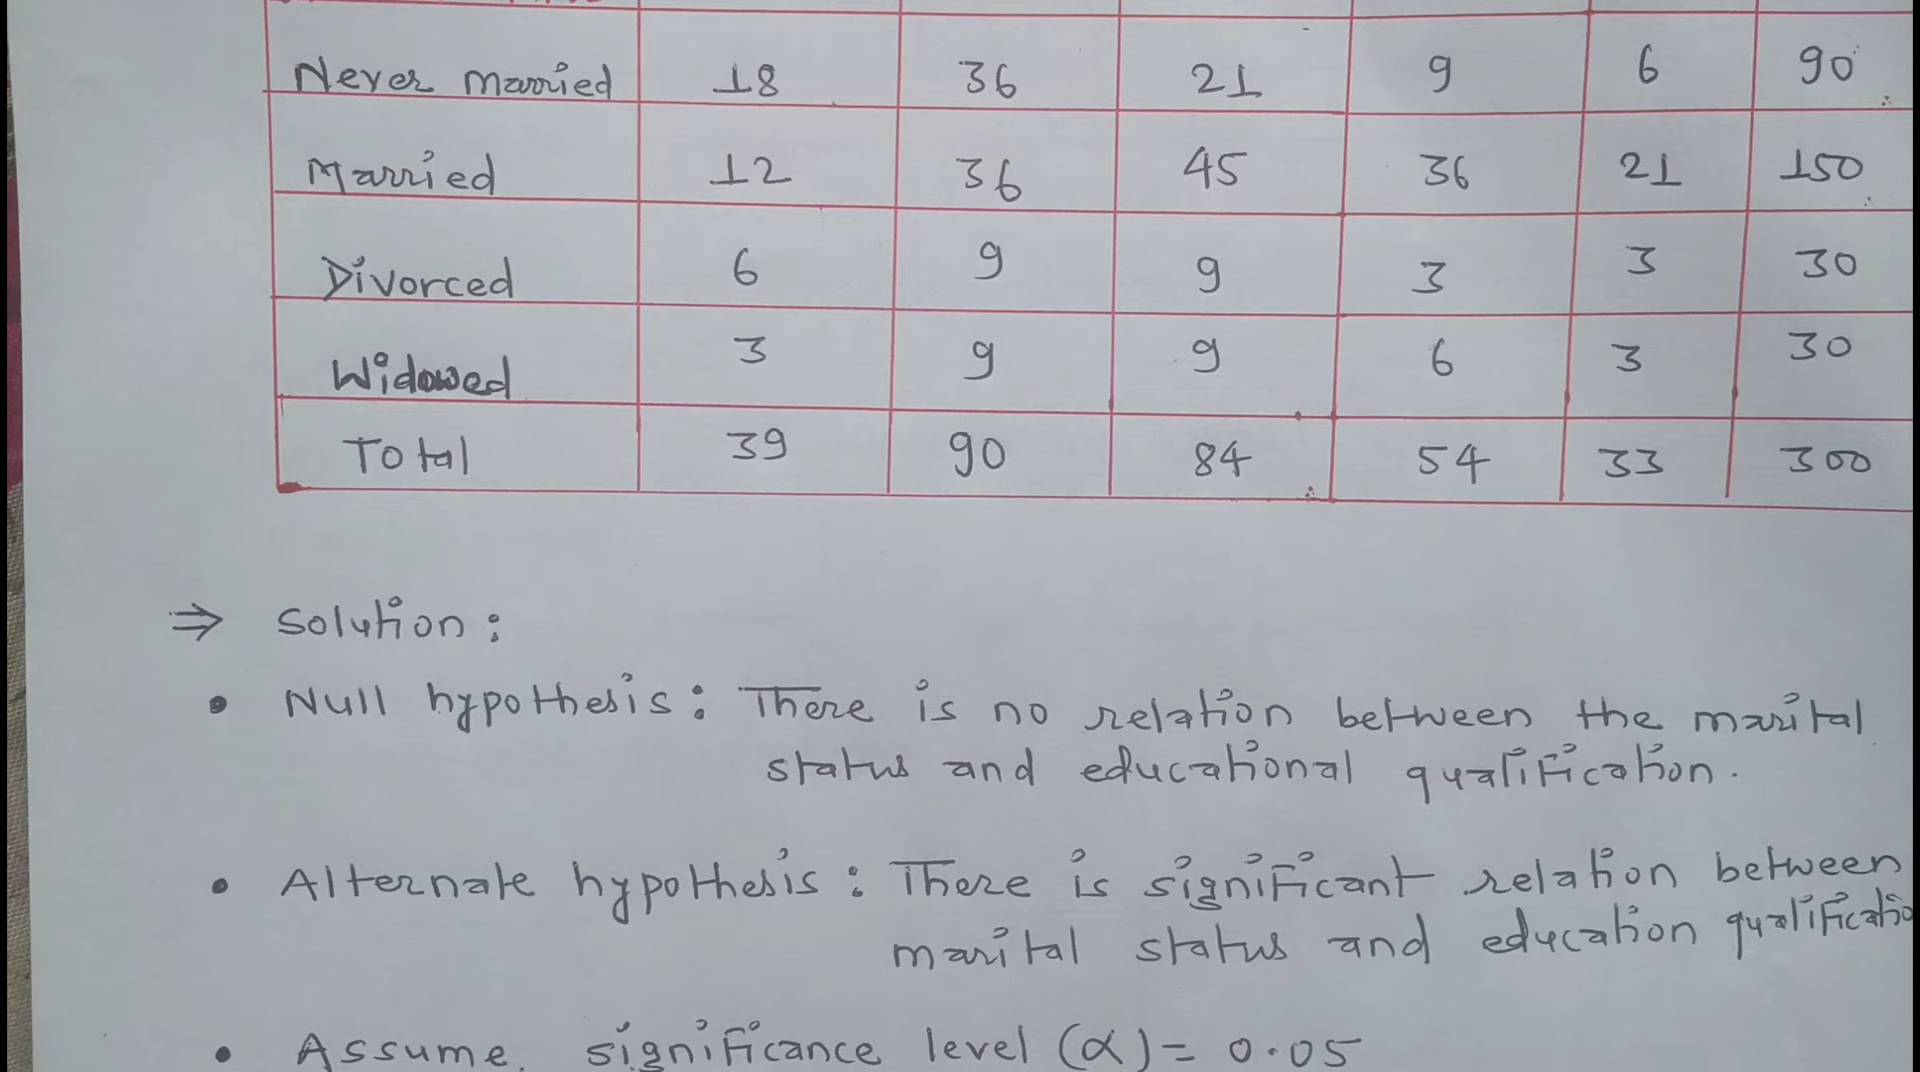 Never Married 18 36 21 9 6 90
Married 12 36 45 36 21 150
Divorced 6 9 9 3 3 30
Widowed 3 9 9 6 3 30
Total 39 90 84 54 33 300
⇒ Solution:
• Null hypothesis: There is no relation between the marital
status and educational qualification.
• Alternate hypothesis: There is significant relation between
marital status and education qualificatio
• Assume significance level (α) = 0.05